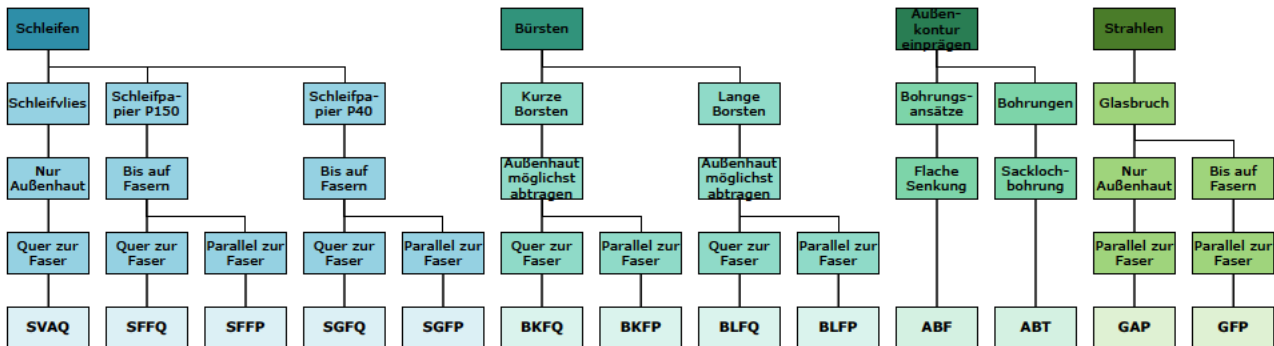 Schleifen
Bürsten
Außen-
kontur
einprägen
Strahlen
Schleifvlies
Schleifpa-
pier P150
Schleifpa-
pier P40
Kurze
Borsten
Lange
Borsten
Bohrungs-
ansätze
Bohrungen
Glasbruch
Nur
Außenhaut
Bis auf
Fasern
Bis auf
Fasern
Außenhaut
möglichst
abtragen
Außenhaut
möglichst
abtragen
Flache
Senkung
Sackloch-
bohrung
Nur
Außenhaut
Bis auf
Fasern
Quer zur
Faser
Quer zur
Faser
Parallel zur
Faser
Quer zur
Faser
Parallel zur
Faser
Quer zur
Faser
Parallel zur
Faser
Quer zur
Faser
Parallel zur
Faser
Parallel zur
Faser
Parallel zur
Faser
SVAQ
SFFQ
SFFP
SGFQ
SGFP
BKFQ
BKFP
BLFQ
BLFP
ABF
ABT
GAP
GFP